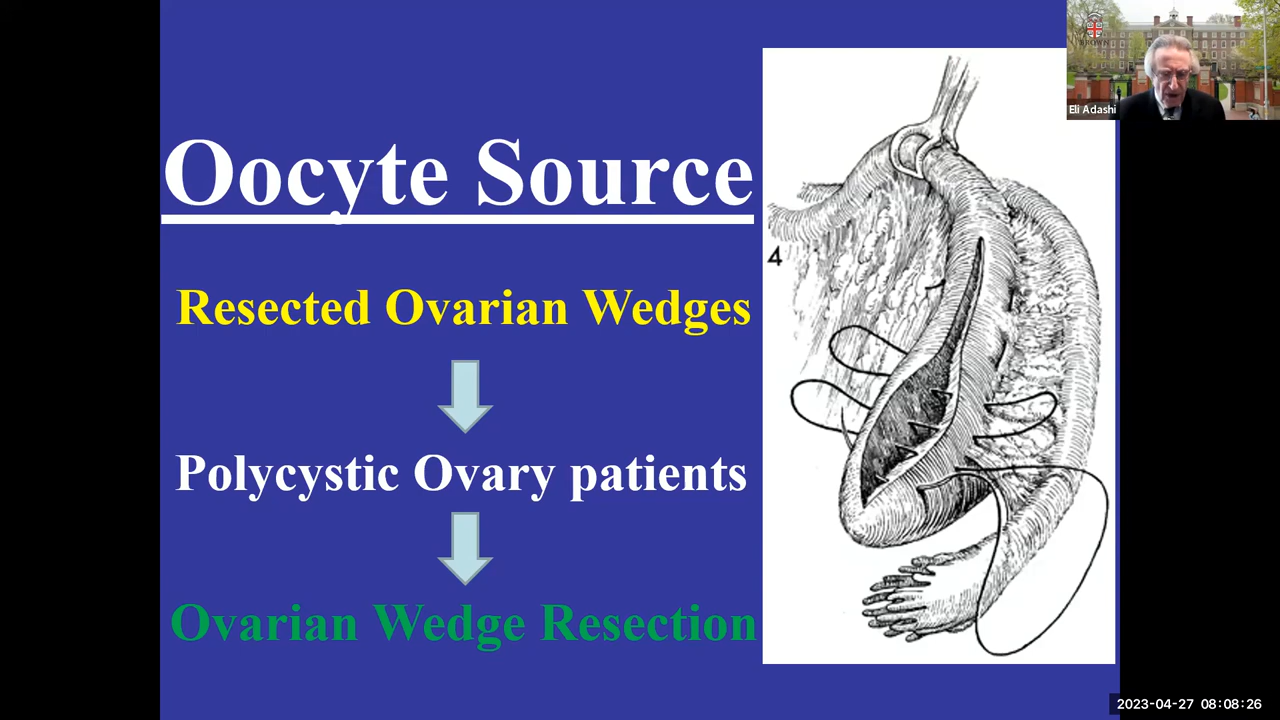 Oocyte Source
Resected Ovarian Wedges
Polycystic Ovary patients
Ovarian Wedge Resection
4
BROWN
Eli Adashi
2023-04-27 08:08:26